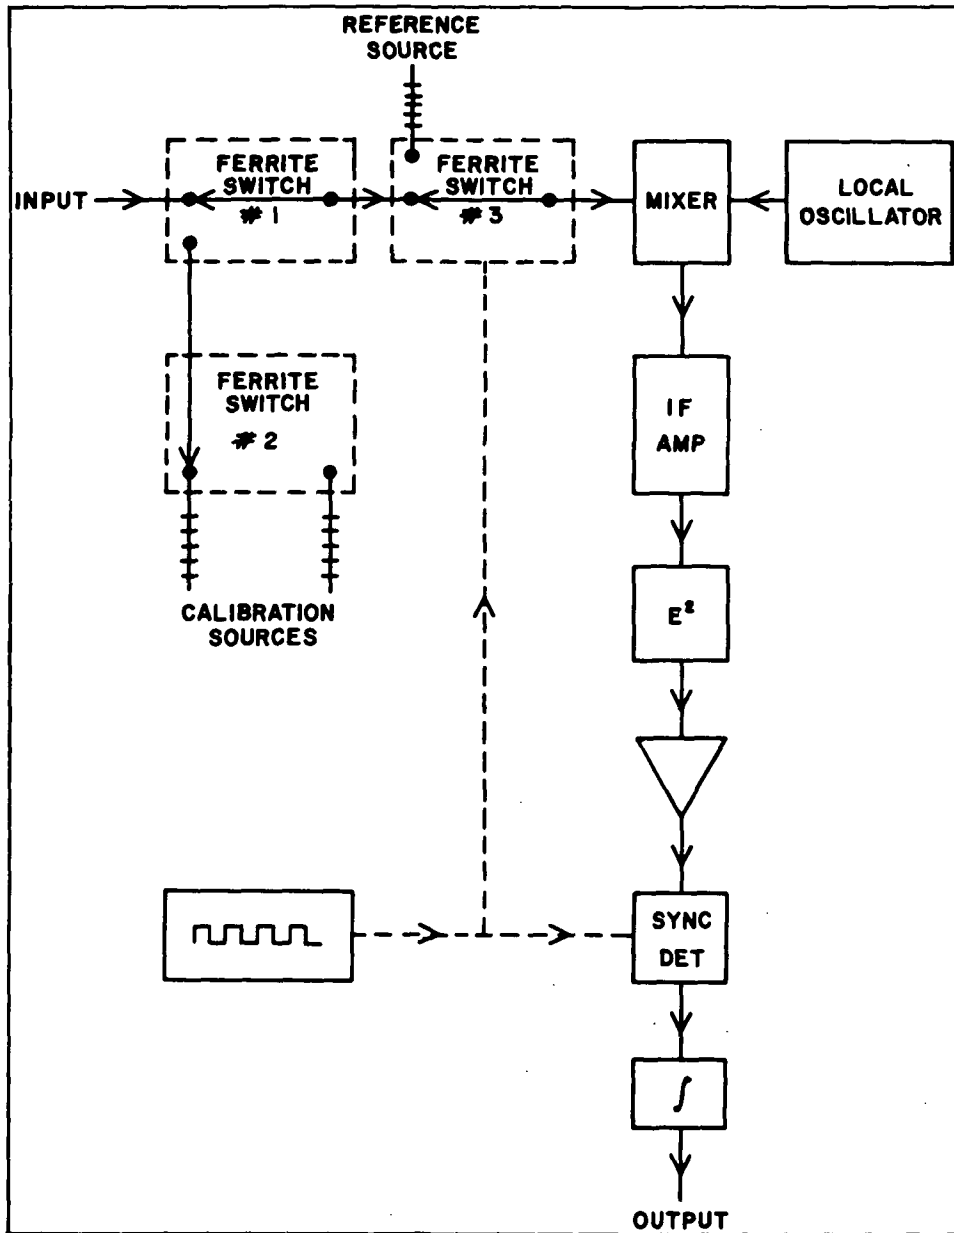 REFERENCE
SOURCE
FERRITE
SWITCH
# 1
FERRITE
SWITCH
# 3
INPUT
MIXER
LOCAL
OSCILLATOR
FERRITE
SWITCH
# 2
IF
AMP
CALIBRATION
SOURCES
E²
SYNC
DET
∫
OUTPUT